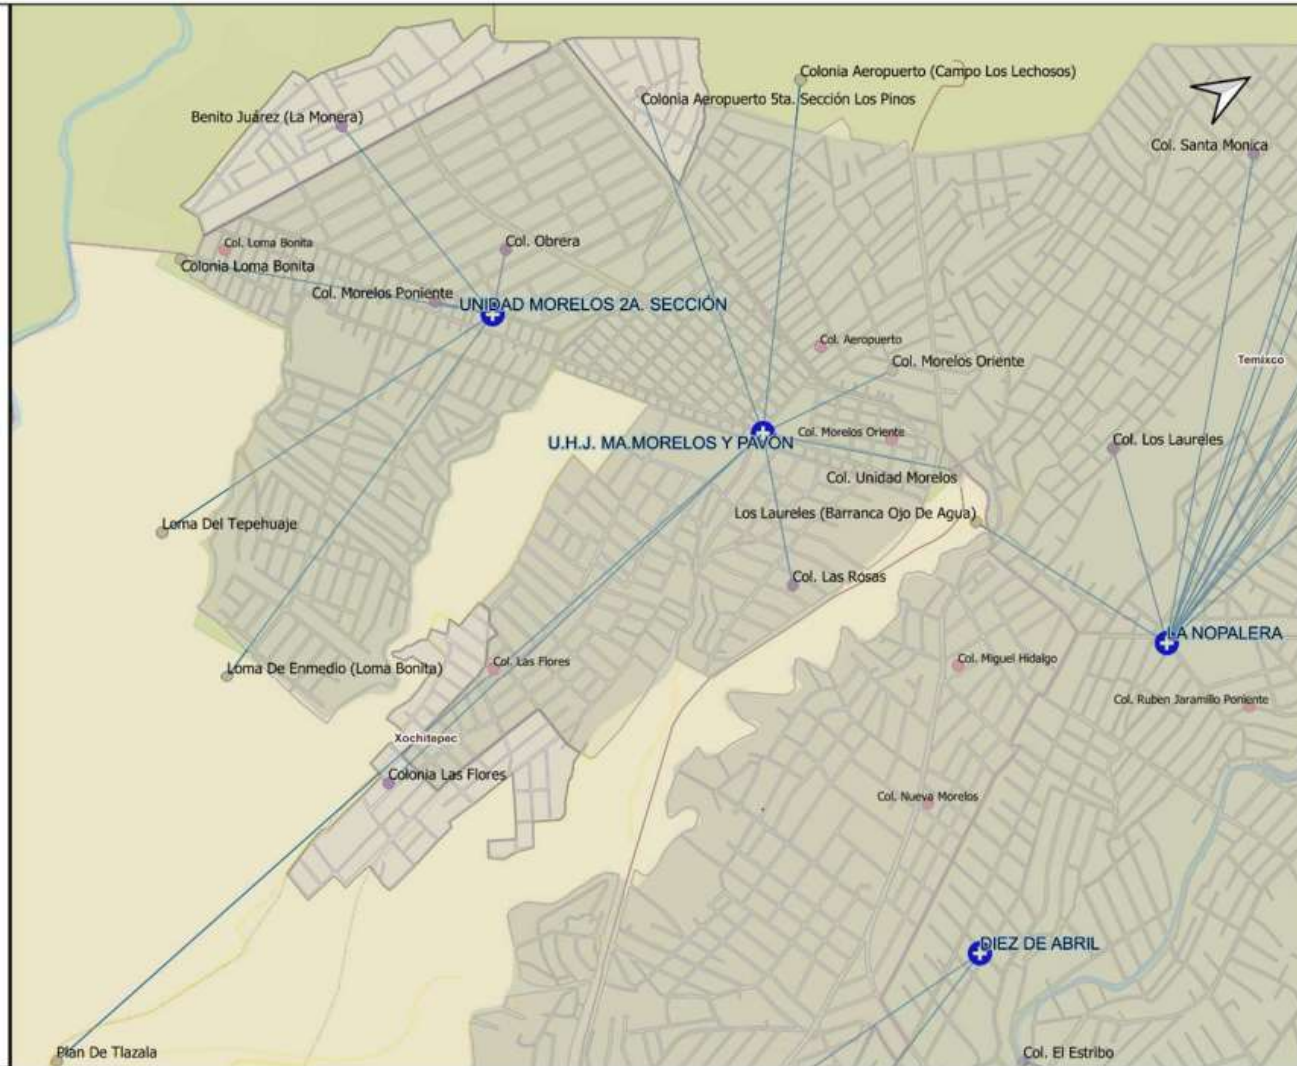 Colonia Aeropuerto (Campo Los Lechosos)
Colonia Aeropuerto 5ta. Sección Los Pinos
Benito Juárez (La Monera)
Col. Santa Monica
Col. Loma Bonita
Col. Obrera
Colonia Loma Bonita
Col. Morelos Poniente
UNIDAD MORELOS 2A. SECCIÓN
Col. Aeropuerto
Col. Morelos Oriente
Temixco
Col. Morelos Oriente
U.H.J. MA.MORELOS Y PAVÓN
Col. Los Laureles
Col. Unidad Morelos
Los Laureles (Barranca Ojo De Agua)
Loma Del Tepehuaje
Col. Las Rosas
LA NOPALERA
Col. Las Flores
Col. Miguel Hidalgo
Loma De Enmedio (Loma Bonita)
Col. Ruben Jaramillo Poniente
Xochitepec
Colonia Las Flores
Col. Nueva Morelos
DIEZ DE ABRIL
Plan De Tlazala
Col. El Estribo